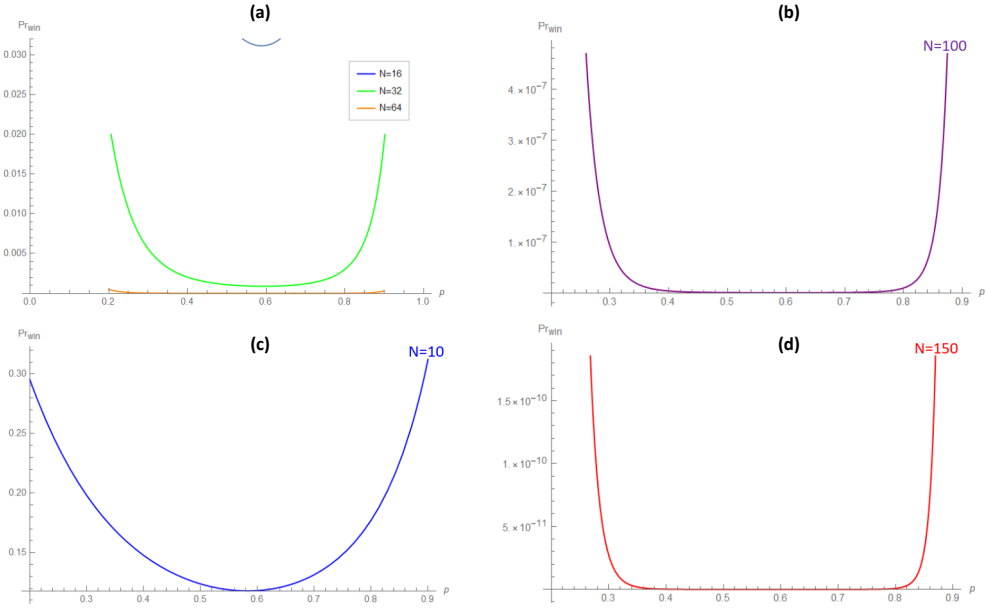 (a)
Pr_win
0.030
0.025
0.020
0.015
0.010
0.005
0.0 0.2 0.4 0.6 0.8 1.0 p
N=16
N=32
N=64
(b)
Pr_win
N=100
4.×10^-7
3.×10^-7
2.×10^-7
1.×10^-7
0.3 0.4 0.5 0.6 0.7 0.8 0.9 p
(c)
Pr_win
N=10
0.30
0.25
0.20
0.15
0.3 0.4 0.5 0.6 0.7 0.8 0.9 p
(d)
Pr_win
N=150
1.5×10^-10
1.×10^-10
5.×10^-11
0.3 0.4 0.5 0.6 0.7 0.8 0.9 p